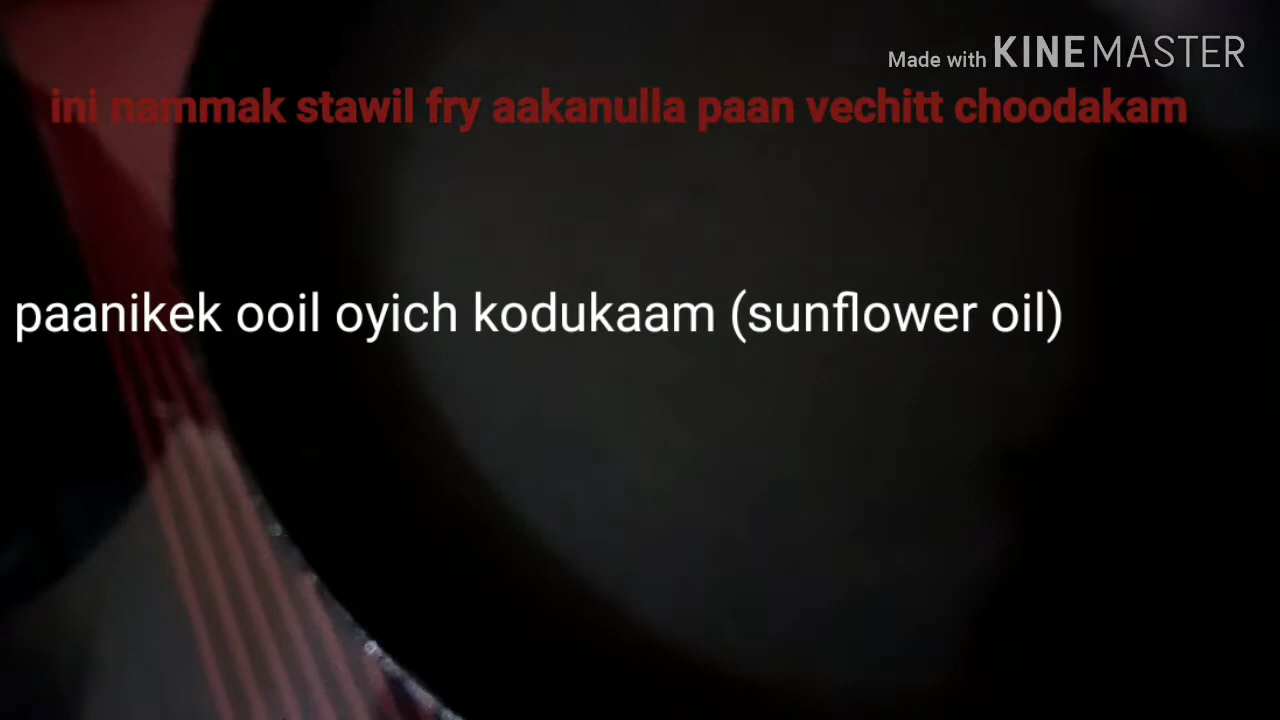 Made with KINEMASTER
ini nammak stawil fry aakanulla paan vechitt choodakam
paanikek ooil oyich kodukaam (sunflower oil)